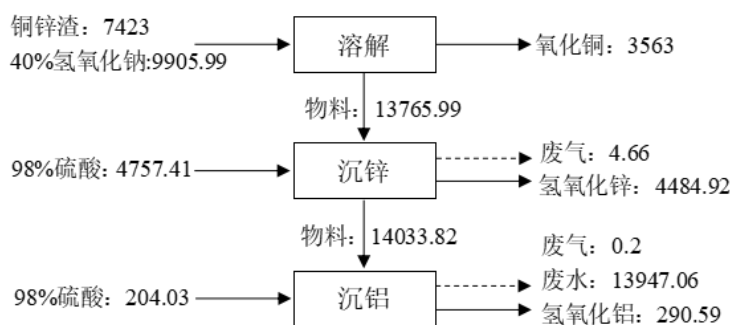 铜锌渣：7423
40%氢氧化钠:9905.99
溶解
氧化铜：3563
物料：13765.99
98%硫酸：4757.41
沉锌
废气：4.66
氢氧化锌：4484.92
物料：14033.82
98%硫酸：204.03
沉铝
废气：0.2
废水：13947.06
氢氧化铝：290.59